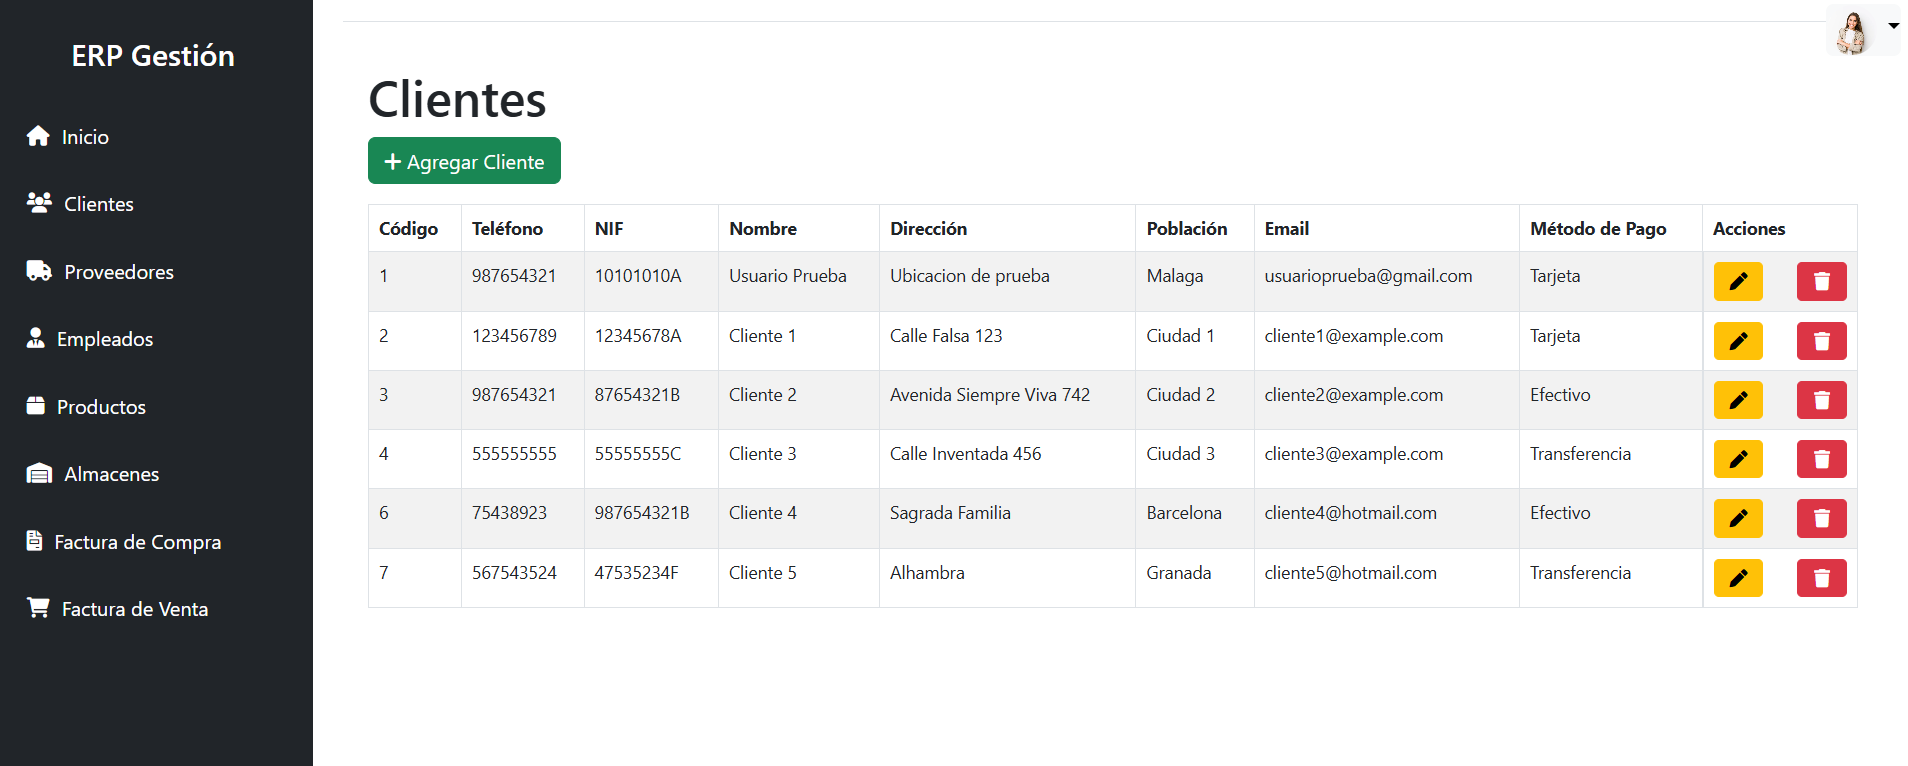 ERP Gestión
Inicio
Clientes
Proveedores
Empleados
Productos
Almacenes
Factura de Compra
Factura de Venta
Clientes
Agregar Cliente
Código Teléfono NIF Nombre Dirección Población Email Método de Pago Acciones
1 987654321 10101010A Usuario Prueba Ubicacion de prueba Malaga usuarioprueba@gmail.com Tarjeta
2 123456789 12345678A Cliente 1 Calle Falsa 123 Ciudad 1 cliente1@example.com Tarjeta
3 987654321 87654321B Cliente 2 Avenida Siempre Viva 742 Ciudad 2 cliente2@example.com Efectivo
4 555555555 55555555C Cliente 3 Calle Inventada 456 Ciudad 3 cliente3@example.com Transferencia
6 75438923 987654321B Cliente 4 Sagrada Familia Barcelona cliente4@hotmail.com Efectivo
7 567543524 47535234F Cliente 5 Alhambra Granada cliente5@hotmail.com Transferencia